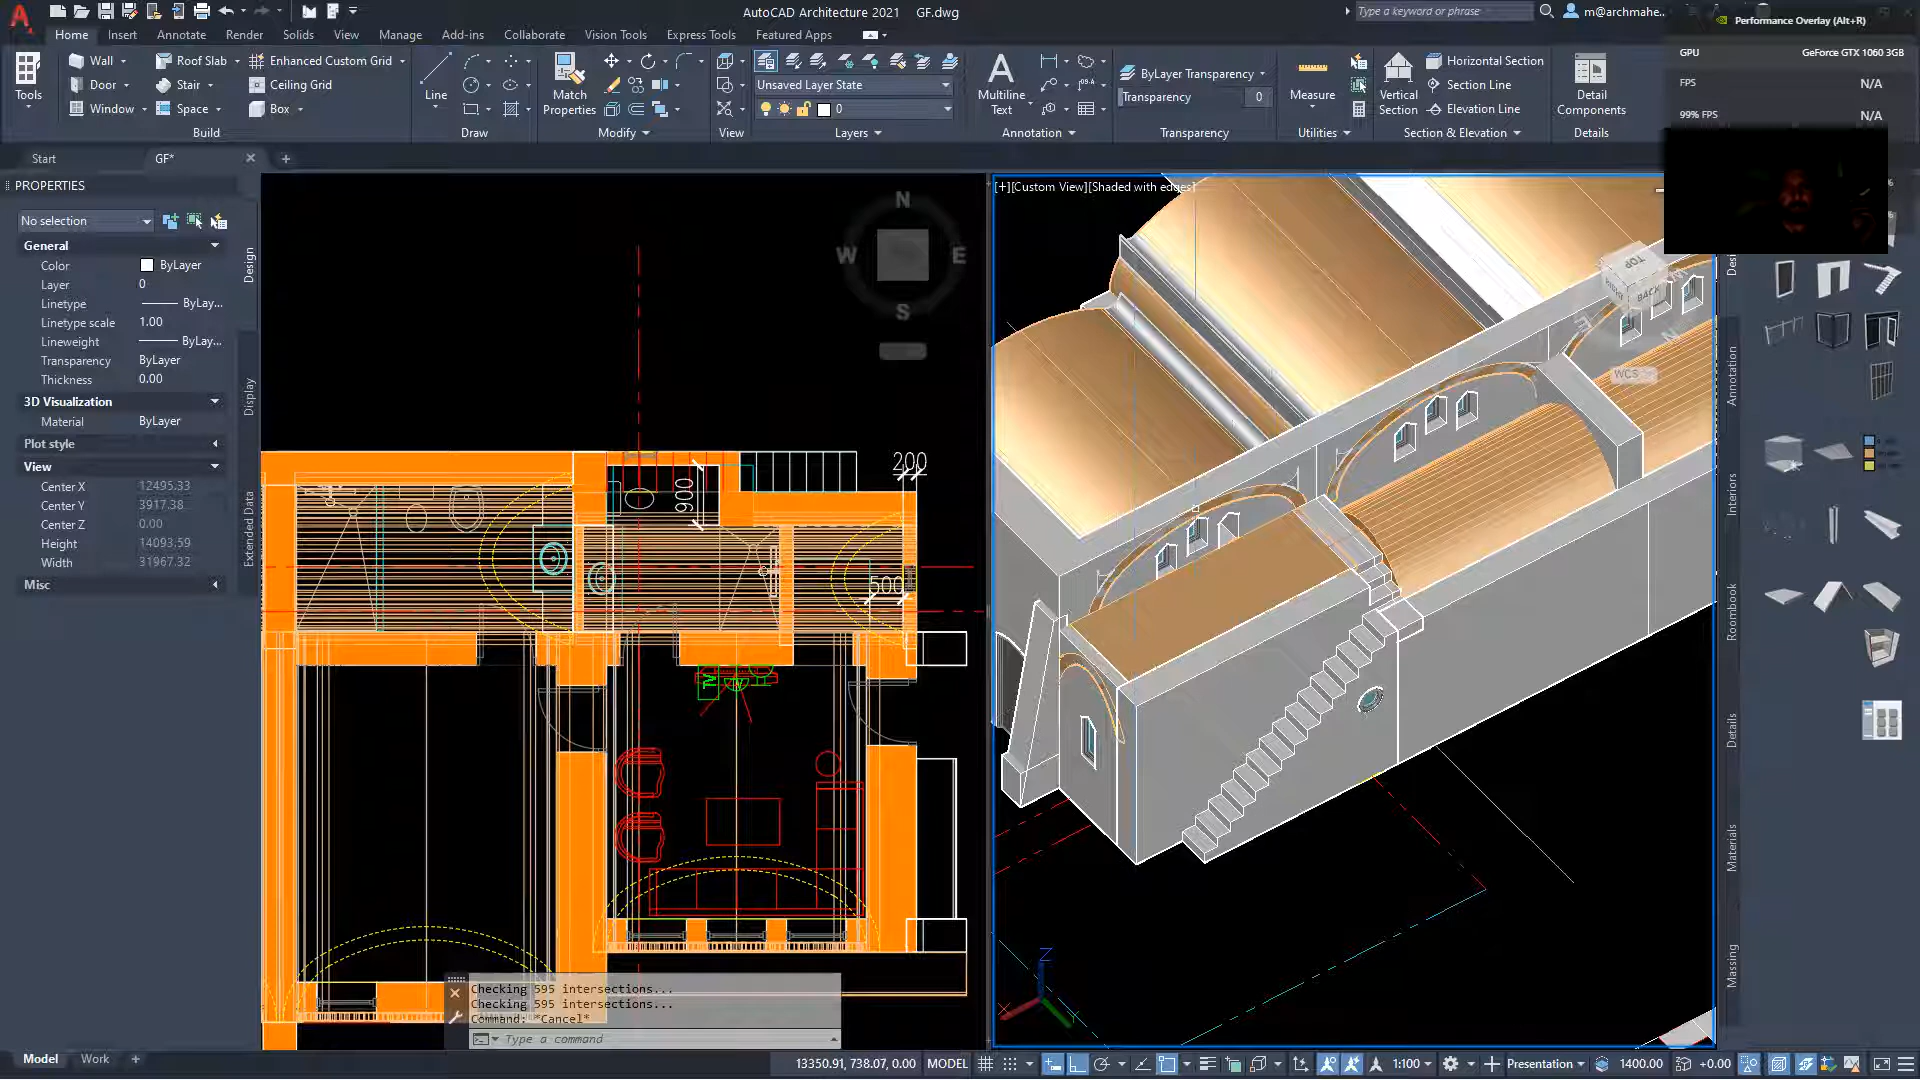 AutoCAD Architecture 2021 GF.dwg
Type a keyword or phrase
m@archmahe...
Performance Overlay (Alt+R)
Home Insert Annotate Render Solids View Manage Add-ins Collaborate Vision Tools Express Tools Featured Apps
GPU GeForce GTX 1060 3GB
FPS N/A
99% FPS N/A
Tools
Wall Roof Slab Enhanced Custom Grid
Door Stair Ceiling Grid
Window Space Box
Build
Line
Draw
Match Properties
Modify
View
Unsaved Layer State
0
Layers
Multiline Text
Annotation
ByLayer Transparency
Transparency 0
Transparency
Measure
Utilities
Vertical Section
Horizontal Section
Section Line
Elevation Line
Section & Elevation
Detail Components
Details
Start GF*
PROPERTIES
No selection
General
Color ByLayer
Layer 0
Linetype ByLay...
Linetype scale 1.00
Lineweight ByLay...
Transparency ByLayer
Thickness 0.00
3D Visualization
Material ByLayer
Plot style
View
Center X 12495.33
Center Y 3917.38
Center Z 0.00
Height 14093.59
Width 31967.32
Misc
Design
Display
Extended Data
N
W E
S
200
900
500
TV
[+][Custom View][Shaded with edges]
TOP
RIGHT
BACK
E
N
WCS
Z
X
Annotation
Interiors
Roombook
Details
Materials
Massing
Checking 595 intersections...
Checking 595 intersections...
Command: *Cancel*
Type a command
Model Work
13350.91, 738.07, 0.00 MODEL
1:100
Presentation
1400.00
+0.00